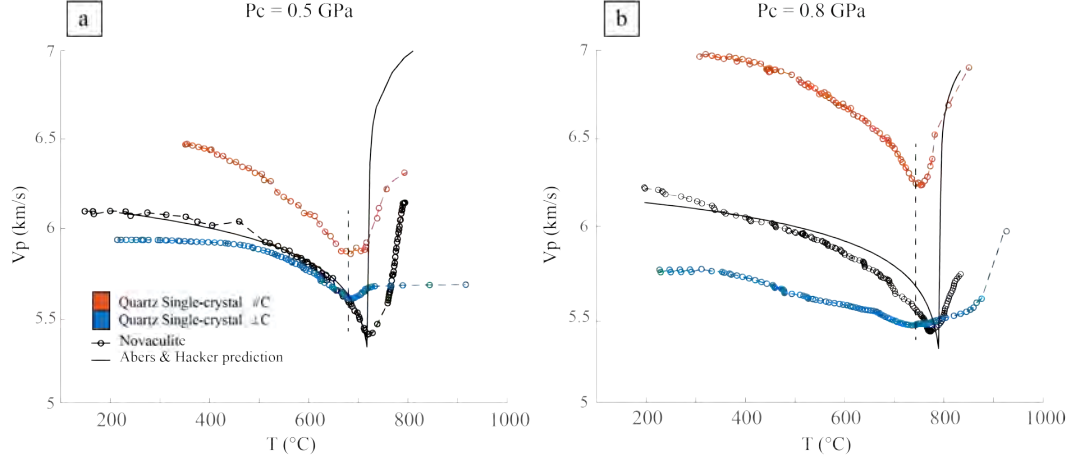 a
Pc = 0.5 GPa
b
Pc = 0.8 GPa
7
6.5
6
5.5
5
Vp (km/s)
Quartz Single-crystal //C
Quartz Single-crystal ⊥C
Novaculite
Abers & Hacker prediction
200
400
600
800
1000
T (°C)
7
6.5
6
5.5
5
Vp (km/s)
200
400
600
800
1000
T (°C)